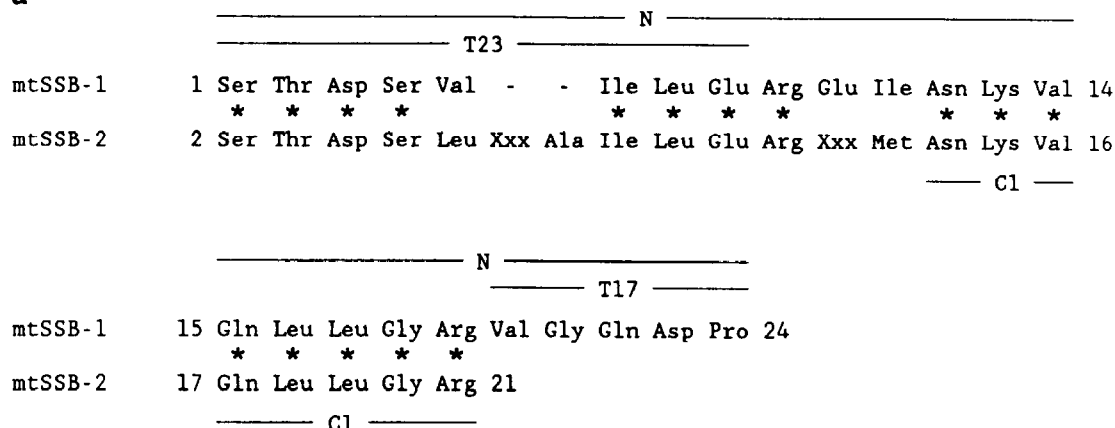 N
T23
mtSSB-1 1 Ser Thr Asp Ser Val - - Ile Leu Glu Arg Glu Ile Asn Lys Val 14
* * * * * * * * * * *
mtSSB-2 2 Ser Thr Asp Ser Leu Xxx Ala Ile Leu Glu Arg Xxx Met Asn Lys Val 16
C1
N
T17
mtSSB-1 15 Gln Leu Leu Gly Arg Val Gly Gln Asp Pro 24
* * * * *
mtSSB-2 17 Gln Leu Leu Gly Arg 21
C1